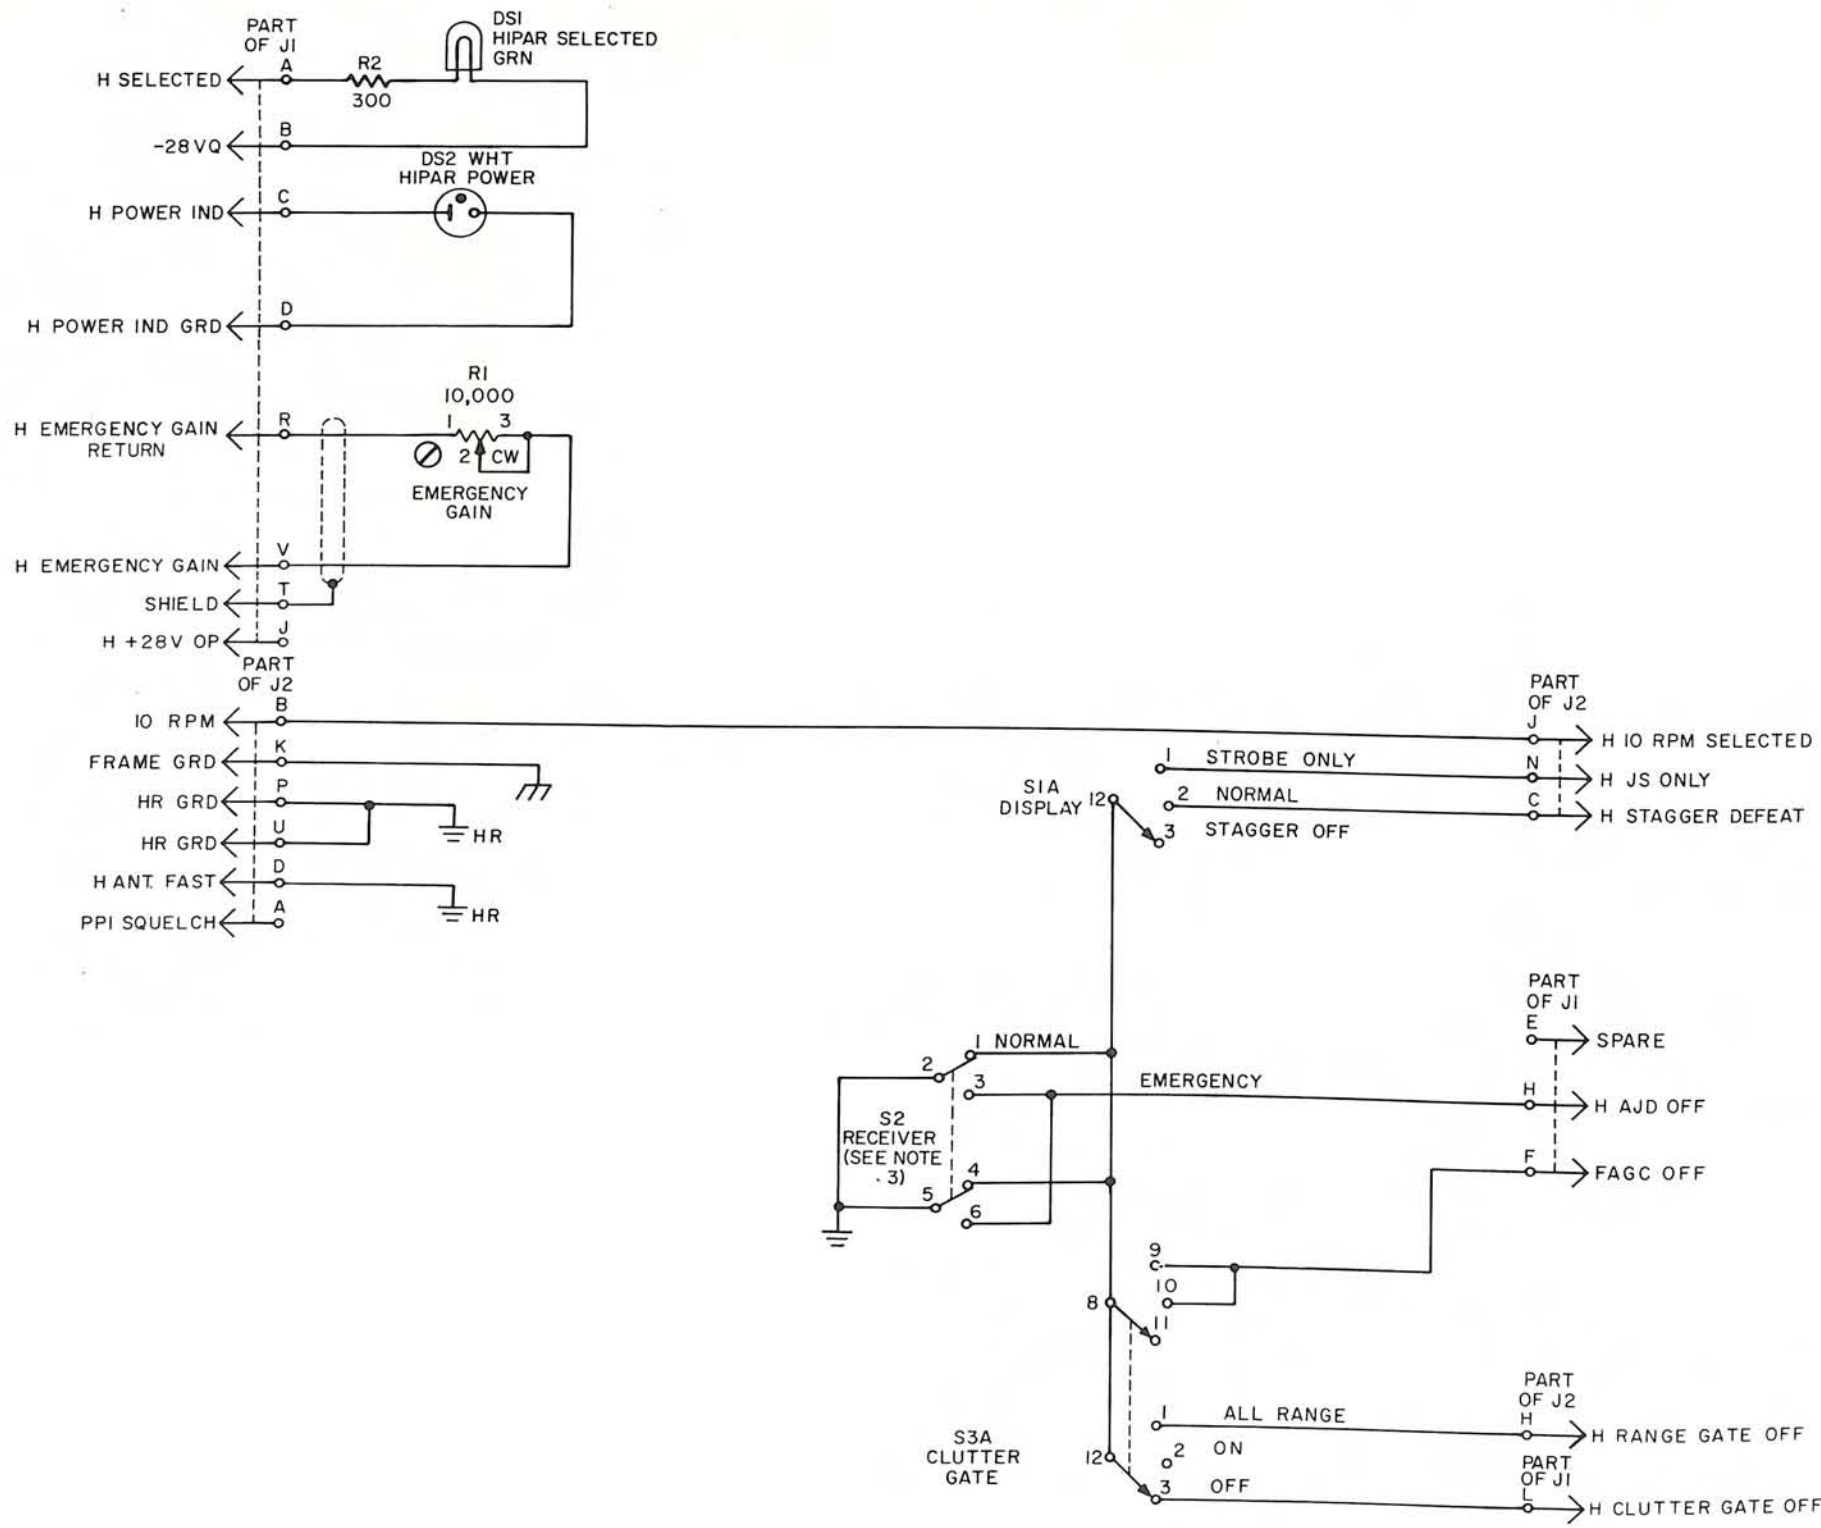 PART
OF J1
DS1
HIPAR SELECTED
GRN
A
R2
H SELECTED
300
B
-28VQ
DS2 WHT
HIPAR POWER
C
H POWER IND
D
H POWER IND GRD
R1
10,000
R
1
3
H EMERGENCY GAIN
RETURN
2
CW
EMERGENCY
GAIN
V
H EMERGENCY GAIN
T
SHIELD
J
H +28V OP
PART
OF J2
B
10 RPM
K
FRAME GRD
P
HR GRD
HR
U
HR GRD
D
H ANT. FAST
HR
A
PPI SQUELCH
PART
OF J2
J
H 10 RPM SELECTED
1
STROBE ONLY
N
H JS ONLY
S1A
DISPLAY
12
2
NORMAL
C
H STAGGER DEFEAT
3
STAGGER OFF
PART
OF J1
E
SPARE
1
NORMAL
2
3
EMERGENCY
H
H AJD OFF
S2
RECEIVER
(SEE NOTE
3)
4
5
6
F
FAGC OFF
9
10
8
11
PART
OF J2
H
1
ALL RANGE
H RANGE GATE OFF
S3A
CLUTTER
GATE
12
2
ON
PART
OF J1
L
3
OFF
H CLUTTER GATE OFF